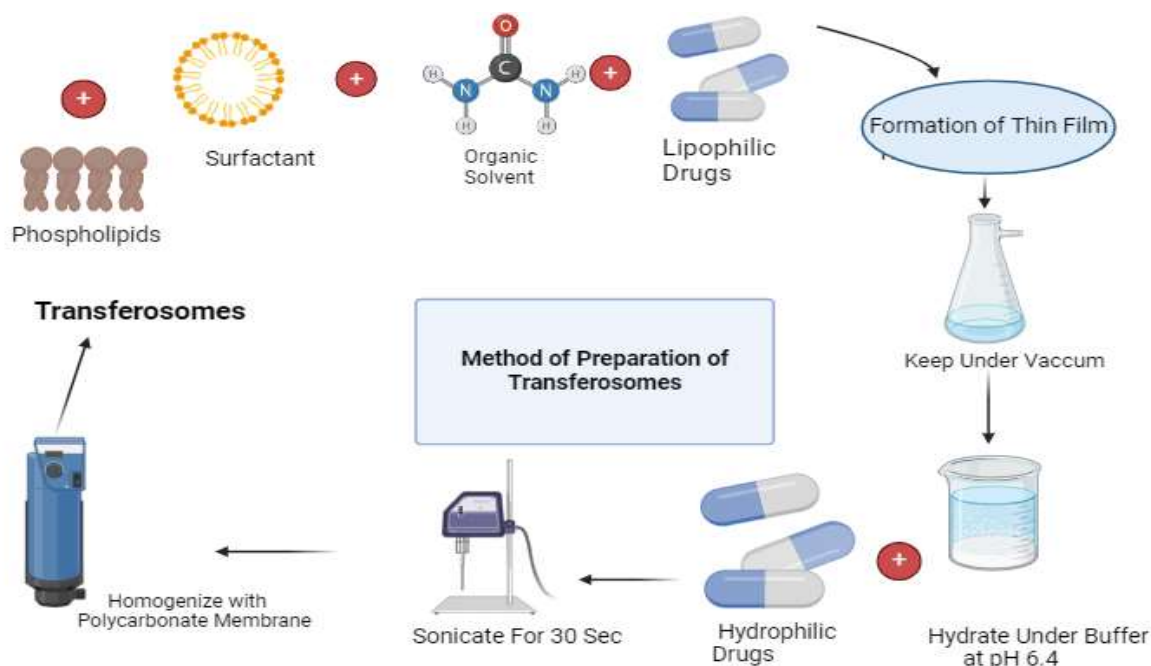 +
+
+
O
C
H
N
N
H
H
H
Phospholipids
Surfactant
Organic
Solvent
Lipophilic
Drugs
Formation of Thin Film
Keep Under Vaccum
Hydrate Under Buffer
at pH 6.4
+
Hydrophilic
Drugs
Sonicate For 30 Sec
Homogenize with
Polycarbonate Membrane
Transferosomes
Method of Preparation of
Transferosomes